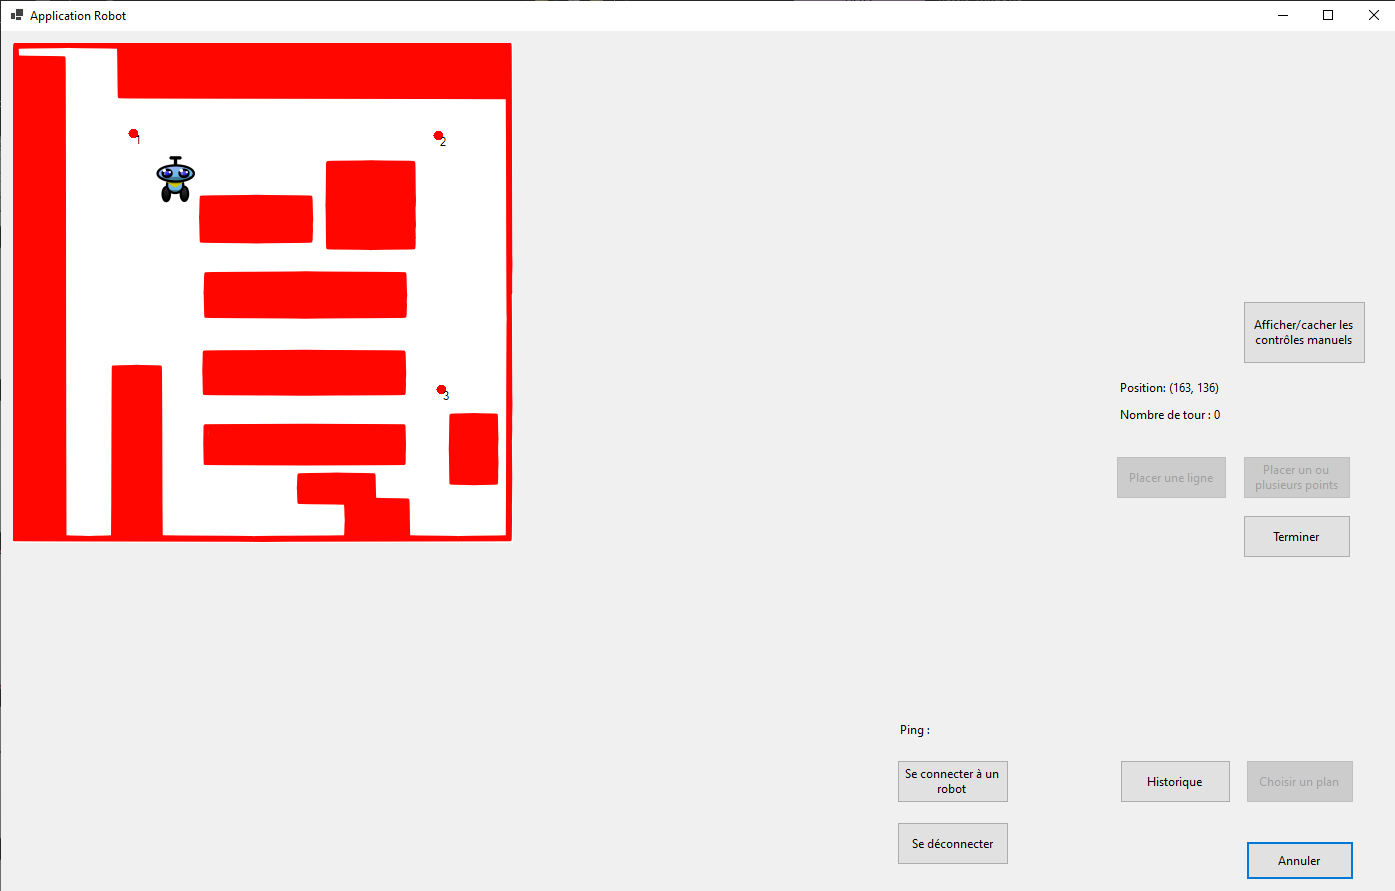 Application Robot
1
2
Afficher/cacher les
contrôles manuels
Position: (163, 136)
3
Nombre de tour : 0
Placer une ligne
Placer un ou
plusieurs points
Terminer
Ping :
Se connecter à un
robot
Historique
Choisir un plan
Se déconnecter
Annuler